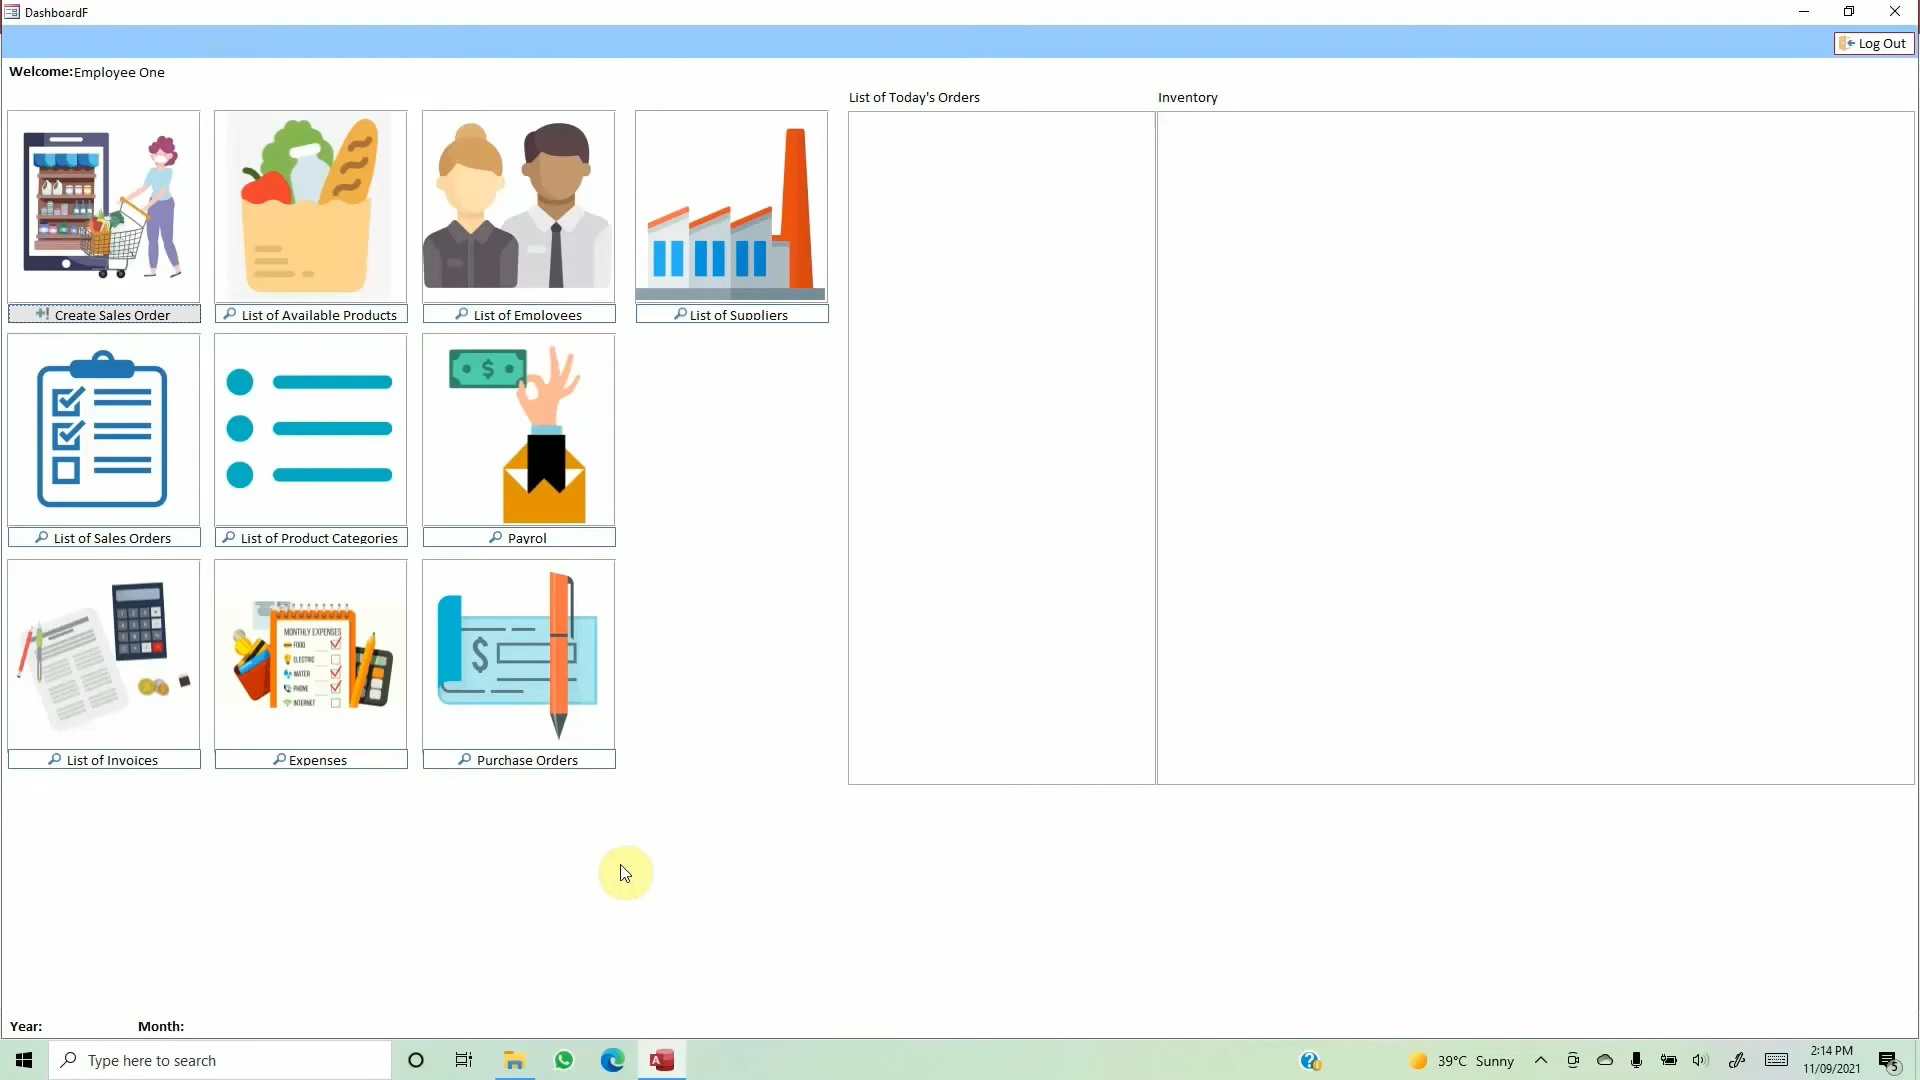 DashboardF
Log Out
Welcome:Employee One
List of Today's Orders
Inventory
Create Sales Order
List of Available Products
List of Employees
List of Suppliers
$
List of Sales Orders
List of Product Categories
Payrol
MONTHLY EXPENSES
FOOD
ELECTRIC
WATER
PHONE
INTERNET
$
List of Invoices
Expenses
Purchase Orders
Year:
Month:
Type here to search
A
39°C Sunny
2:14 PM
11/09/2021
5